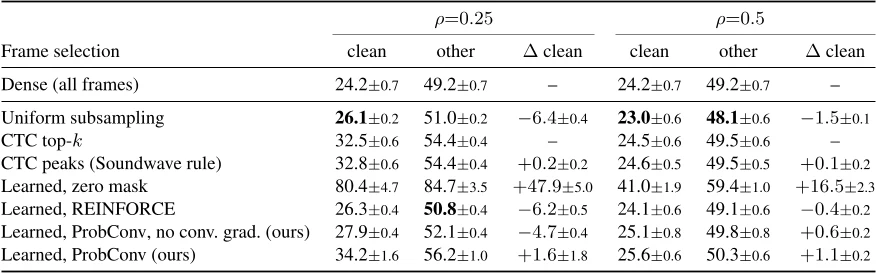 ρ=0.25 ρ=0.5
Frame selection clean other Δ clean clean other Δ clean
Dense (all frames) 24.2±0.7 49.2±0.7 – 24.2±0.7 49.2±0.7 –
Uniform subsampling 26.1±0.2 51.0±0.2 −6.4±0.4 23.0±0.6 48.1±0.6 −1.5±0.1
CTC top-k 32.5±0.6 54.4±0.4 – 24.5±0.6 49.5±0.6 –
CTC peaks (Soundwave rule) 32.8±0.6 54.4±0.4 +0.2±0.2 24.6±0.5 49.5±0.5 +0.1±0.2
Learned, zero mask 80.4±4.7 84.7±3.5 +47.9±5.0 41.0±1.9 59.4±1.0 +16.5±2.3
Learned, REINFORCE 26.3±0.4 50.8±0.4 −6.2±0.5 24.1±0.6 49.1±0.6 −0.4±0.2
Learned, ProbConv, no conv. grad. (ours) 27.9±0.4 52.1±0.4 −4.7±0.4 25.1±0.8 49.8±0.8 +0.6±0.2
Learned, ProbConv (ours) 34.2±1.6 56.2±1.0 +1.6±1.8 25.6±0.6 50.3±0.6 +1.1±0.2